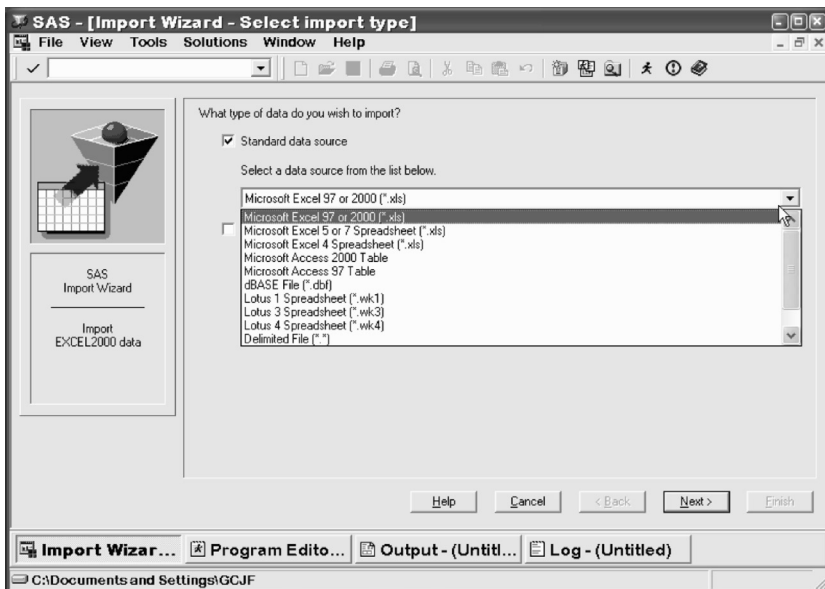 SAS - [Import Wizard - Select import type]
File View Tools Solutions Window Help
What type of data do you wish to import?
Standard data source
Select a data source from the list below.
Microsoft Excel 97 or 2000 (*.xls)
Microsoft Excel 97 or 2000 (*.xls)
Microsoft Excel 5 or 7 Spreadsheet (*.xls)
Microsoft Excel 4 Spreadsheet (*.xls)
Microsoft Access 2000 Table
Microsoft Access 97 Table
dBASE File (*.dbf)
Lotus 1 Spreadsheet (*.wk1)
Lotus 3 Spreadsheet (*.wk3)
Lotus 4 Spreadsheet (*.wk4)
Delimited File (*.*)
SAS
Import Wizard
Import
EXCEL2000 data
Help Cancel < Back Next > Finish
Import Wizar... Program Edito... Output - (Untitl... Log - (Untitled)
C:\Documents and Settings\GCJF